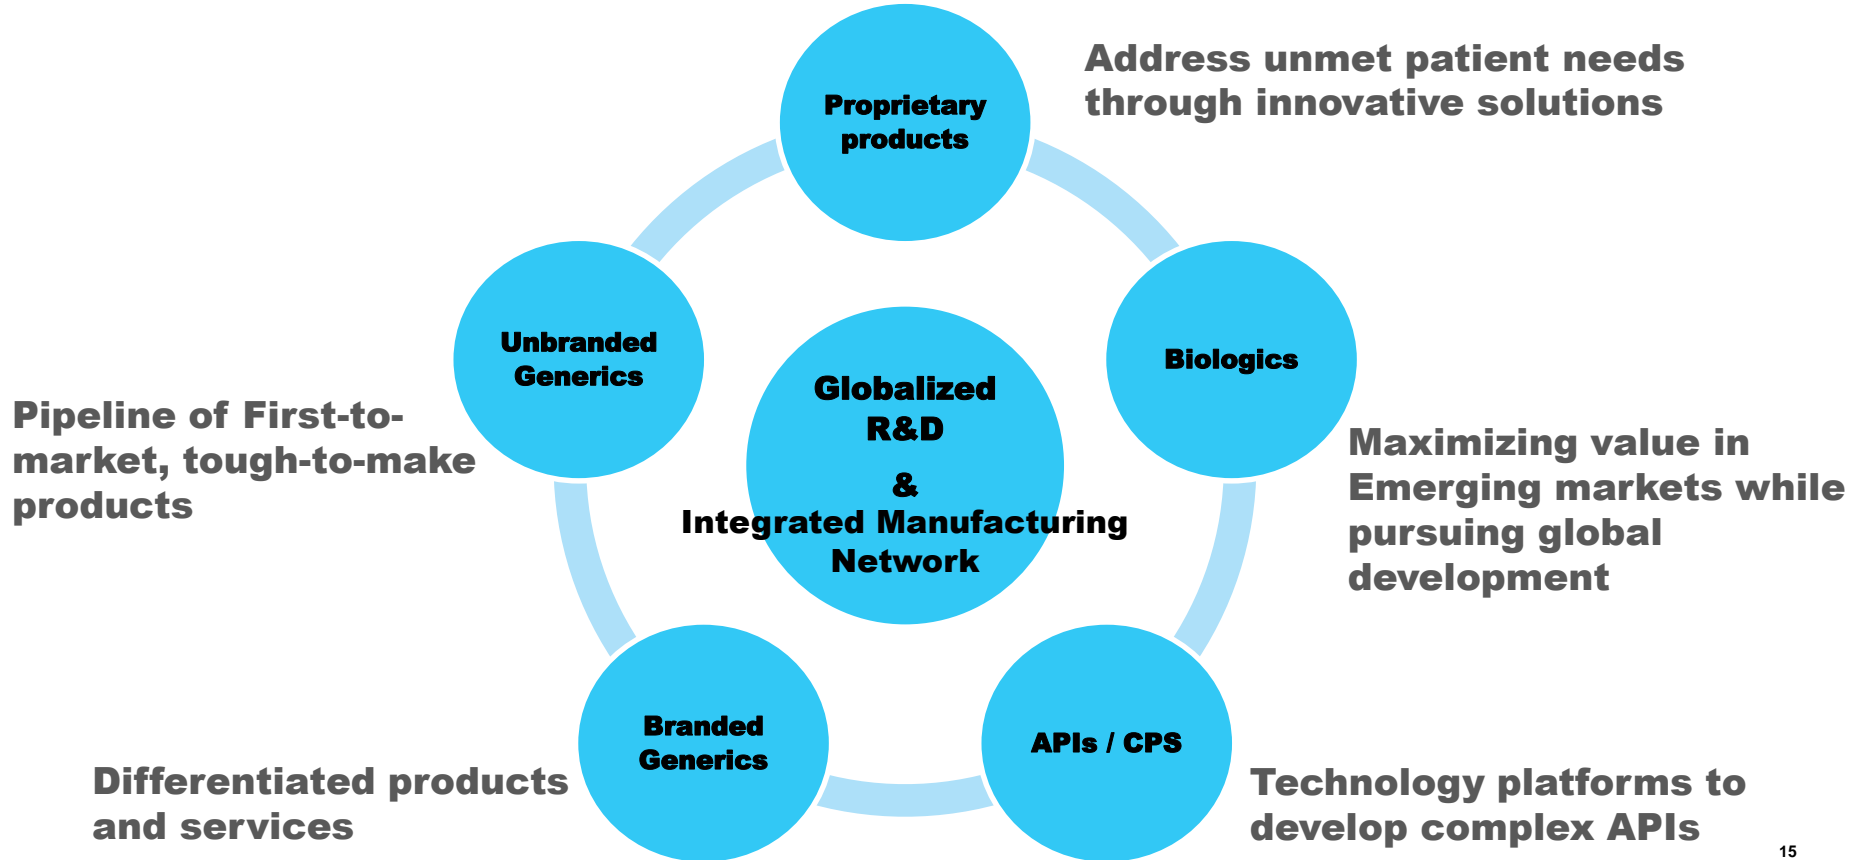 Proprietary
products
Address unmet patient needs
through innovative solutions
Unbranded
Generics
Biologics
Globalized
R&D
&
Integrated Manufacturing
Network
Pipeline of First-to-
market, tough-to-make
products
Maximizing value in
Emerging markets while
pursuing global
development
Branded
Generics
APIs / CPS
Differentiated products
and services
Technology platforms to
develop complex APIs
15